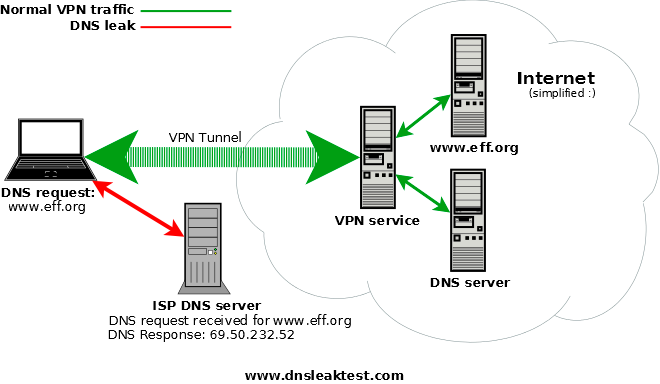 Normal VPN traffic
DNS leak
Internet
(simplified :)
VPN Tunnel
www.eff.org
DNS request:
www.eff.org
VPN service
DNS server
ISP DNS server
DNS request received for www.eff.org
DNS Response: 69.50.232.52
www.dnsleaktest.com